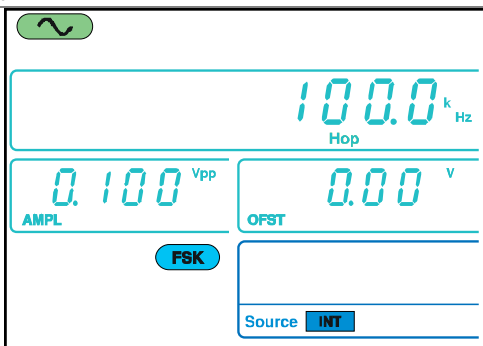 100.0 kHz
Hop
0.100 Vpp
AMPL
0.00 V
OFST
FSK
Source INT